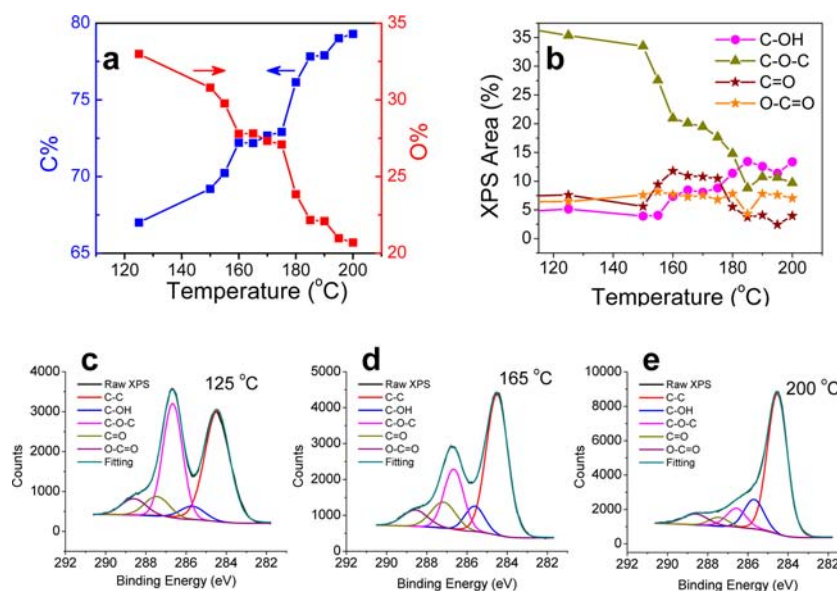 a
C%
O%
80
75
70
65
35
30
25
20
120 140 160 180 200
Temperature (°C)
b
XPS Area (%)
35
30
25
20
15
10
5
0
C-OH
C-O-C
C=O
O-C=O
120 140 160 180 200
Temperature (°C)
c
125 °C
Counts
4000
3000
2000
1000
0
Raw XPS
C-C
C-OH
C-O-C
C=O
O-C=O
Fitting
292 290 288 286 284 282
Binding Energy (eV)
d
165 °C
Counts
5000
4000
3000
2000
1000
0
Raw XPS
C-C
C-OH
C-O-C
C=O
O-C=O
Fitting
292 290 288 286 284 282
Binding Energy (eV)
e
200 °C
Counts
10000
8000
6000
4000
2000
0
Raw XPS
C-C
C-OH
C-O-C
C=O
O-C=O
Fitting
292 290 288 286 284 282
Binding Energy (eV)